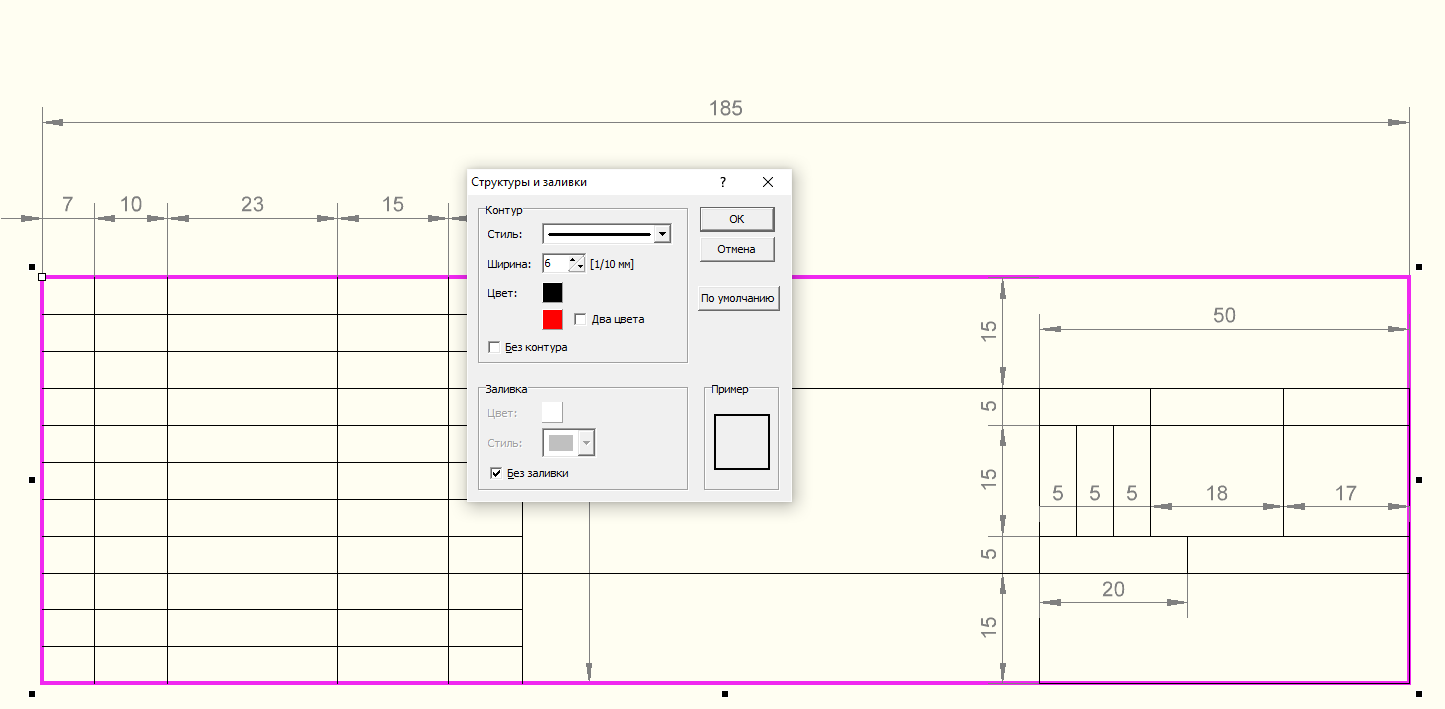 185
7 10 23 15
Структуры и заливки ?
Контур
Стиль:
Ширина: 6 [1/10 мм]
Цвет:
Два цвета
Без контура
OK
Отмена
По умолчанию
Заливка
Цвет:
Стиль:
Без заливки
Пример
15
50
5
15
5 5 5 18 17
5
20
15